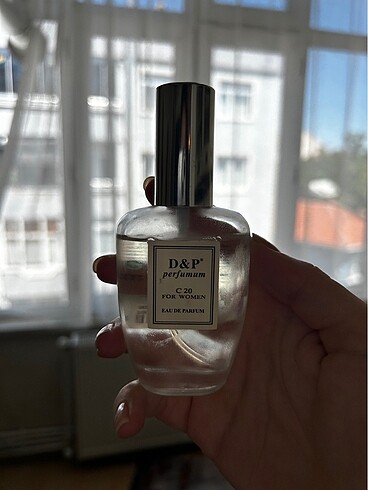 D&P®
perfumum
C 20
FOR WOMEN
EAU DE PARFUM